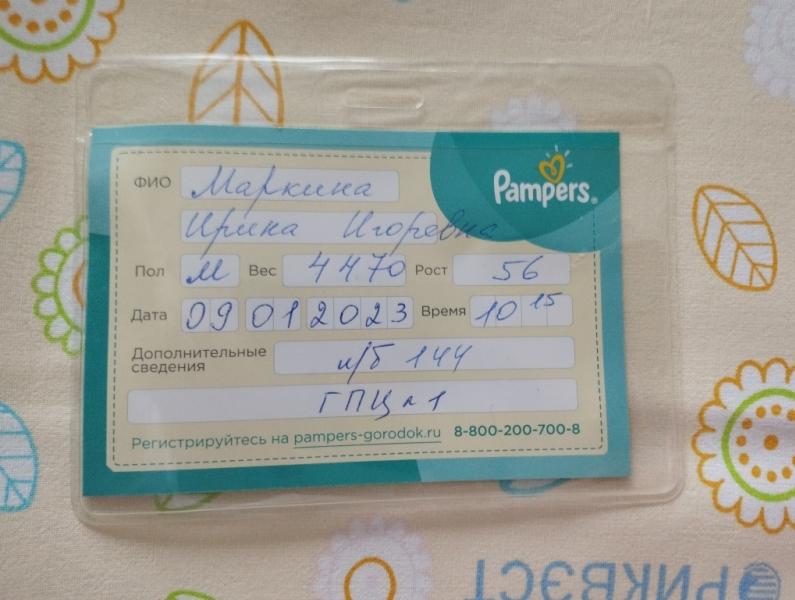 Pampers®
ФИО Маркина
Ирина Игоревна
Пол М Вес 4470 Рост 56
Дата 09 01 2023 Время 10 15
Дополнительные сведения и/б 144
ГПЦ №1
Регистрируйтесь на pampers-gorodok.ru 8-800-200-700-8
ФРИКВЭСТ